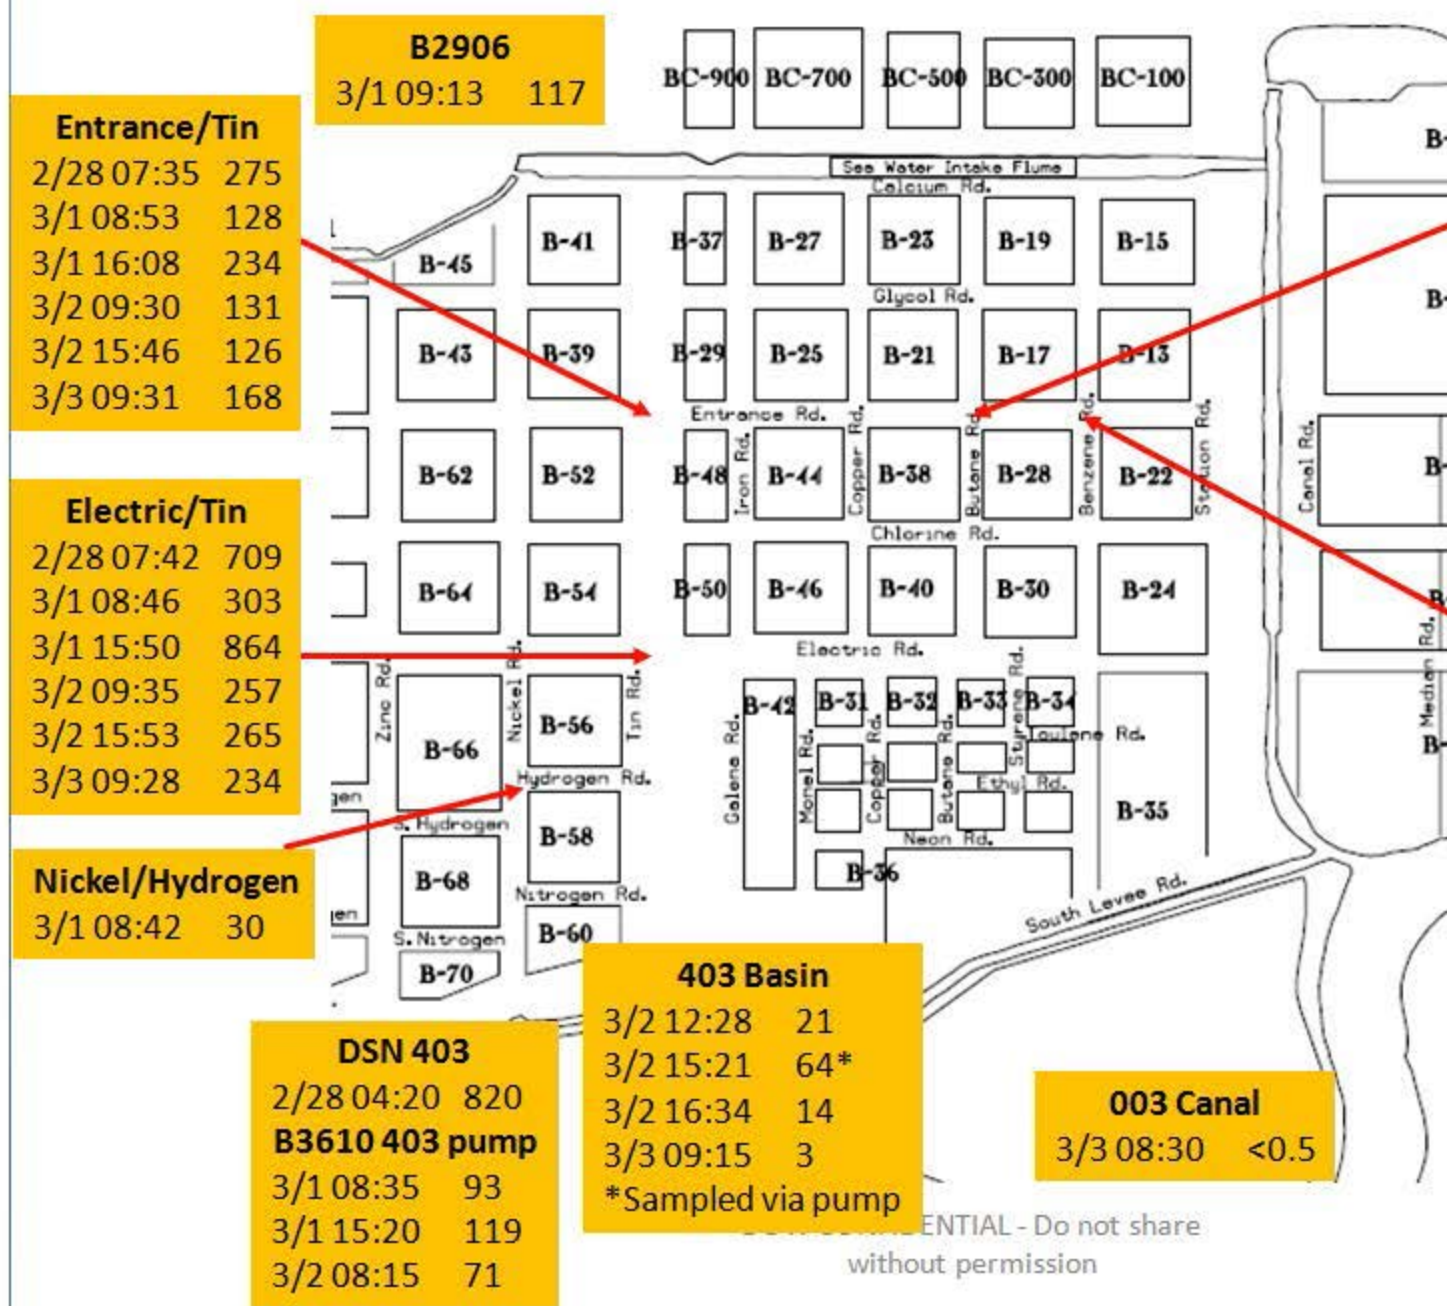 B2906
3/1 09:13 117
Entrance/Tin
2/28 07:35 275
3/1 08:53 128
3/1 16:08 234
3/2 09:30 131
3/2 15:46 126
3/3 09:31 168
Electric/Tin
2/28 07:42 709
3/1 08:46 303
3/1 15:50 864
3/2 09:35 257
3/2 15:53 265
3/3 09:28 234
Nickel/Hydrogen
3/1 08:42 30
DSN 403
2/28 04:20 820
B3610 403 pump
3/1 08:35 93
3/1 15:20 119
3/2 08:15 71
403 Basin
3/2 12:28 21
3/2 15:21 64*
3/2 16:34 14
3/3 09:15 3
*Sampled via pump
003 Canal
3/3 08:30 <0.5
BC-900 BC-700 BC-500 BC-300 BC-100
Sea Water Intake Flume
Calcium Rd.
B-45 B-41 B-37 B-27 B-23 B-19 B-15
Glycol Rd.
B-43 B-39 B-29 B-25 B-21 B-17 B-13
Entrance Rd.
B-62 B-52 B-48 B-44 B-38 B-28 B-22
Iron Rd.
Copper Rd.
Butane Rd.
Benzene Rd.
Station Rd.
Canal Rd.
Chlorine Rd.
B-64 B-54 B-50 B-46 B-40 B-30 B-24
Electric Rd.
Zinc Rd.
Nickel Rd.
Tin Rd.
Median Rd.
B-66 B-56 B-42 B-31 B-32 B-33 B-34
Galena Rd.
Monel Rd.
Copper Rd.
Butane Rd.
Styrene Rd.
Toulene Rd.
Hydrogen Rd.
Ethyl Rd.
S. Hydrogen
B-58
B-35
Neon Rd.
B-68
B-36
Nitrogen Rd.
South Levee Rd.
S. Nitrogen
B-60
B-70
ENTIAL - Do not share
without permission